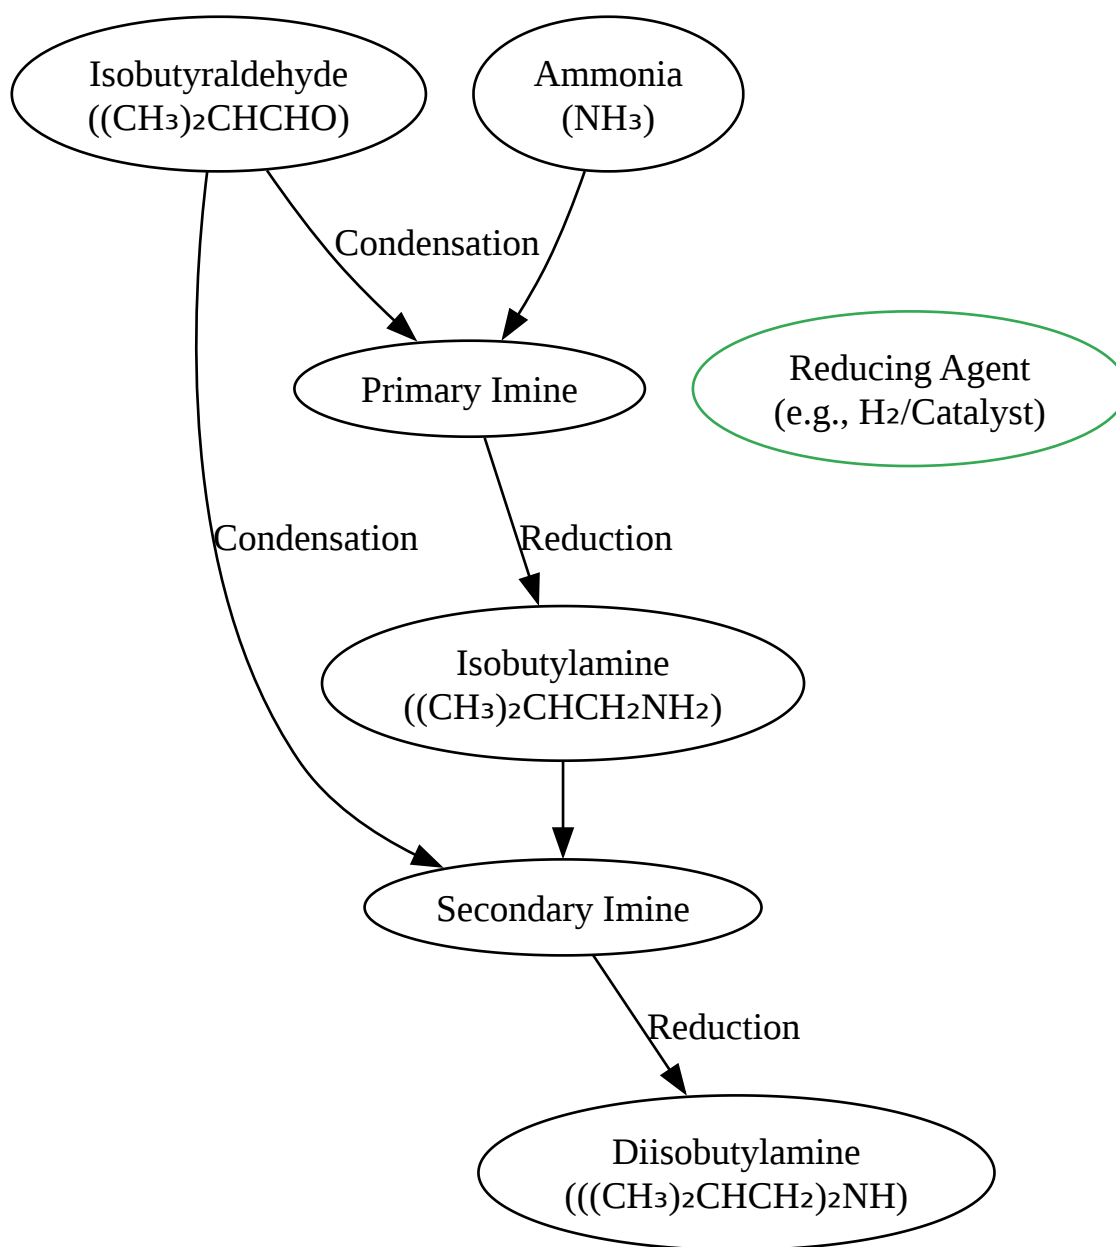 Isobutyraldehyde
((CH₃)₂CHCHO)
Ammonia
(NH₃)
Condensation
Primary Imine
Reducing Agent
(e.g., H₂/Catalyst)
Condensation
Reduction
Isobutylamine
((CH₃)₂CHCH₂NH₂)
Secondary Imine
Reduction
Diisobutylamine
(((CH₃)₂CHCH₂)₂NH)